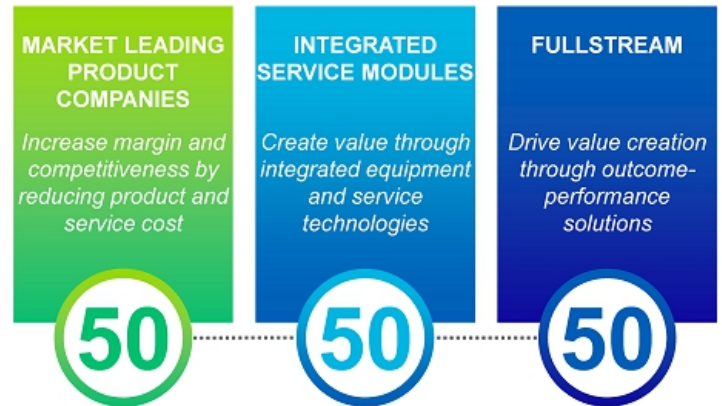 MARKET LEADING
PRODUCT
COMPANIES
Increase margin and
competitiveness by
reducing product and
service cost
50
INTEGRATED
SERVICE MODULES
Create value through
integrated equipment
and service
technologies
50
FULLSTREAM
Drive value creation
through outcome-
performance
solutions
50